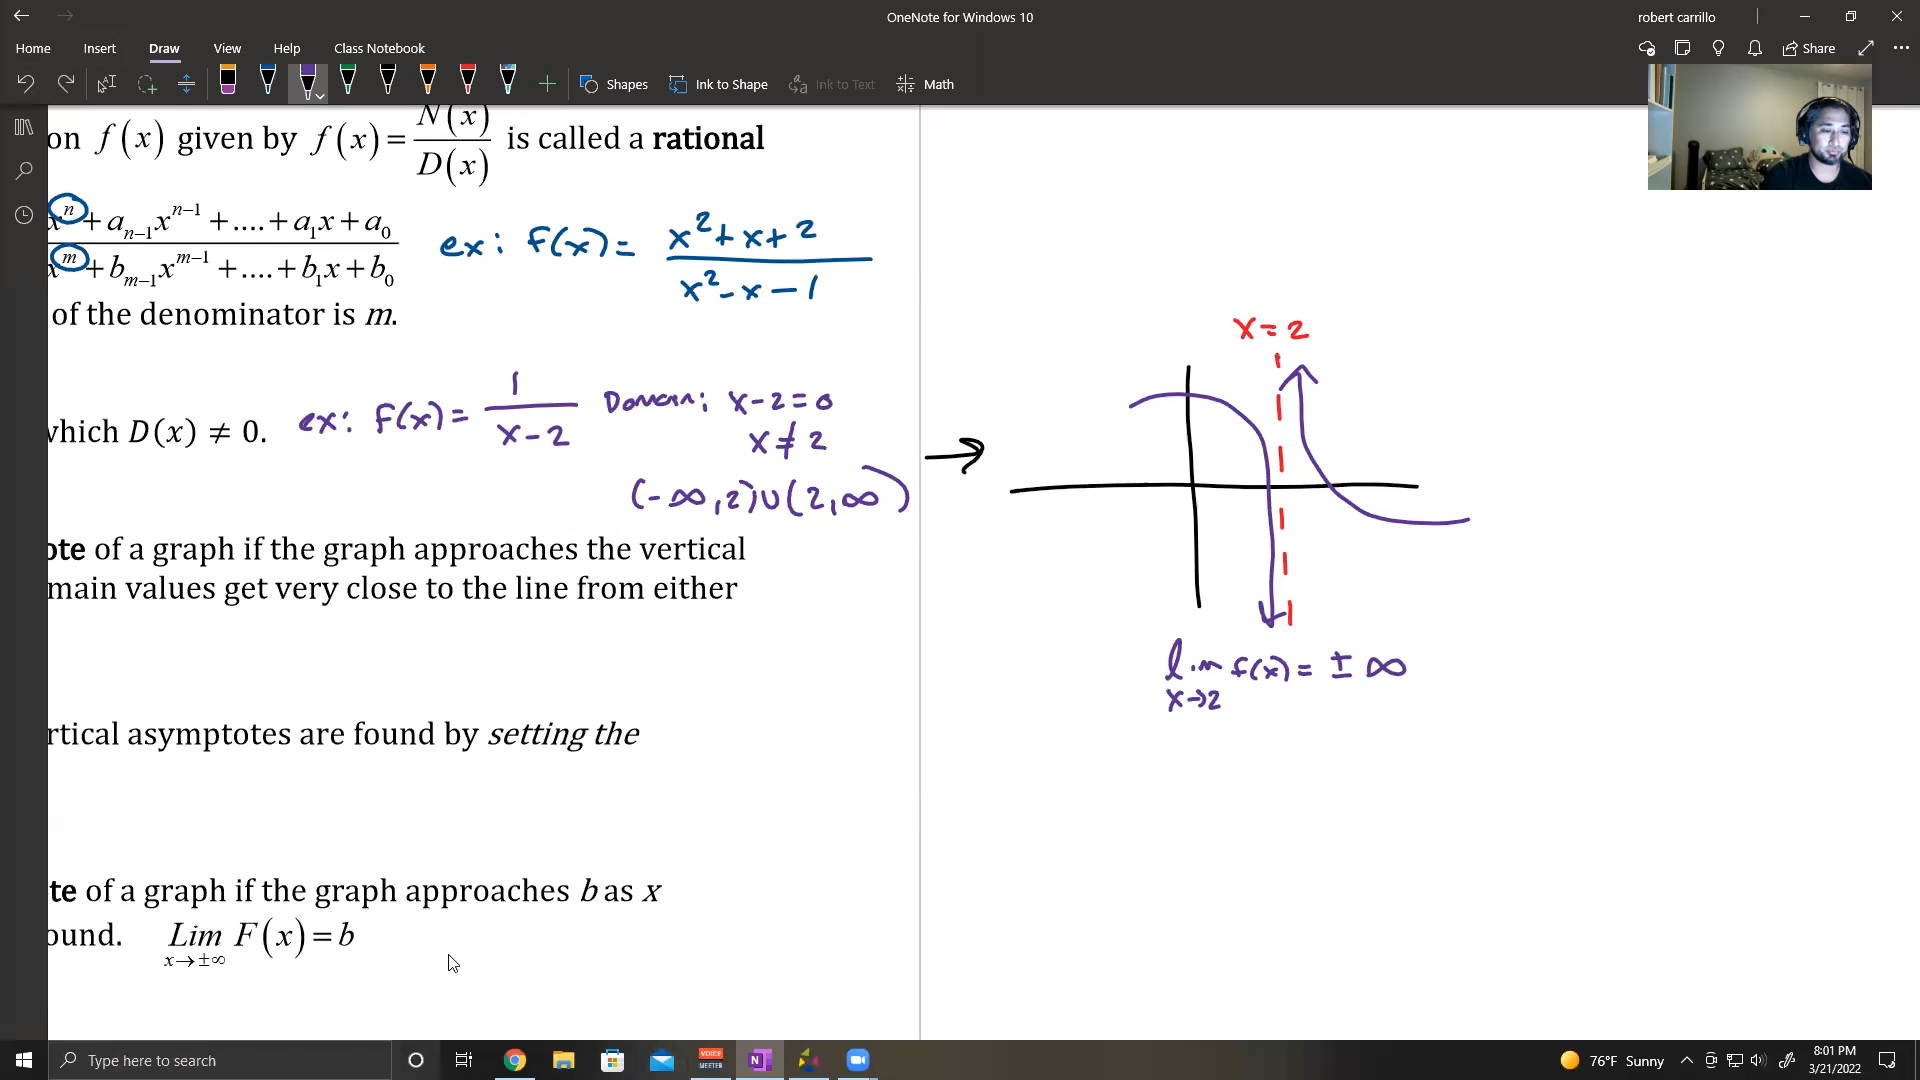 OneNote for Windows 10
robert carrillo
Home Insert Draw View Help Class Notebook
Share
Shapes Ink to Shape Ink to Text Math
on f(x) given by f(x) = N(x) / D(x) is called a rational
x^n + a_{n-1}x^{n-1} + .... + a_1x + a_0
x^m + b_{m-1}x^{m-1} + .... + b_1x + b_0
ex: f(x) = x^2+x+2 / x^2-x-1
of the denominator is m.
which D(x) ≠ 0.
ex: f(x) = 1 / x-2
Domain: x-2=0
x ≠ 2
(-∞,2)∪(2,∞)
ote of a graph if the graph approaches the vertical
main values get very close to the line from either
rtical asymptotes are found by setting the
te of a graph if the graph approaches b as x
ound. Lim F(x) = b
x→±∞
x=2
lim f(x) = ± ∞
x→2
Type here to search
VOICE
MEETER
N
76°F Sunny
8:01 PM
3/21/2022